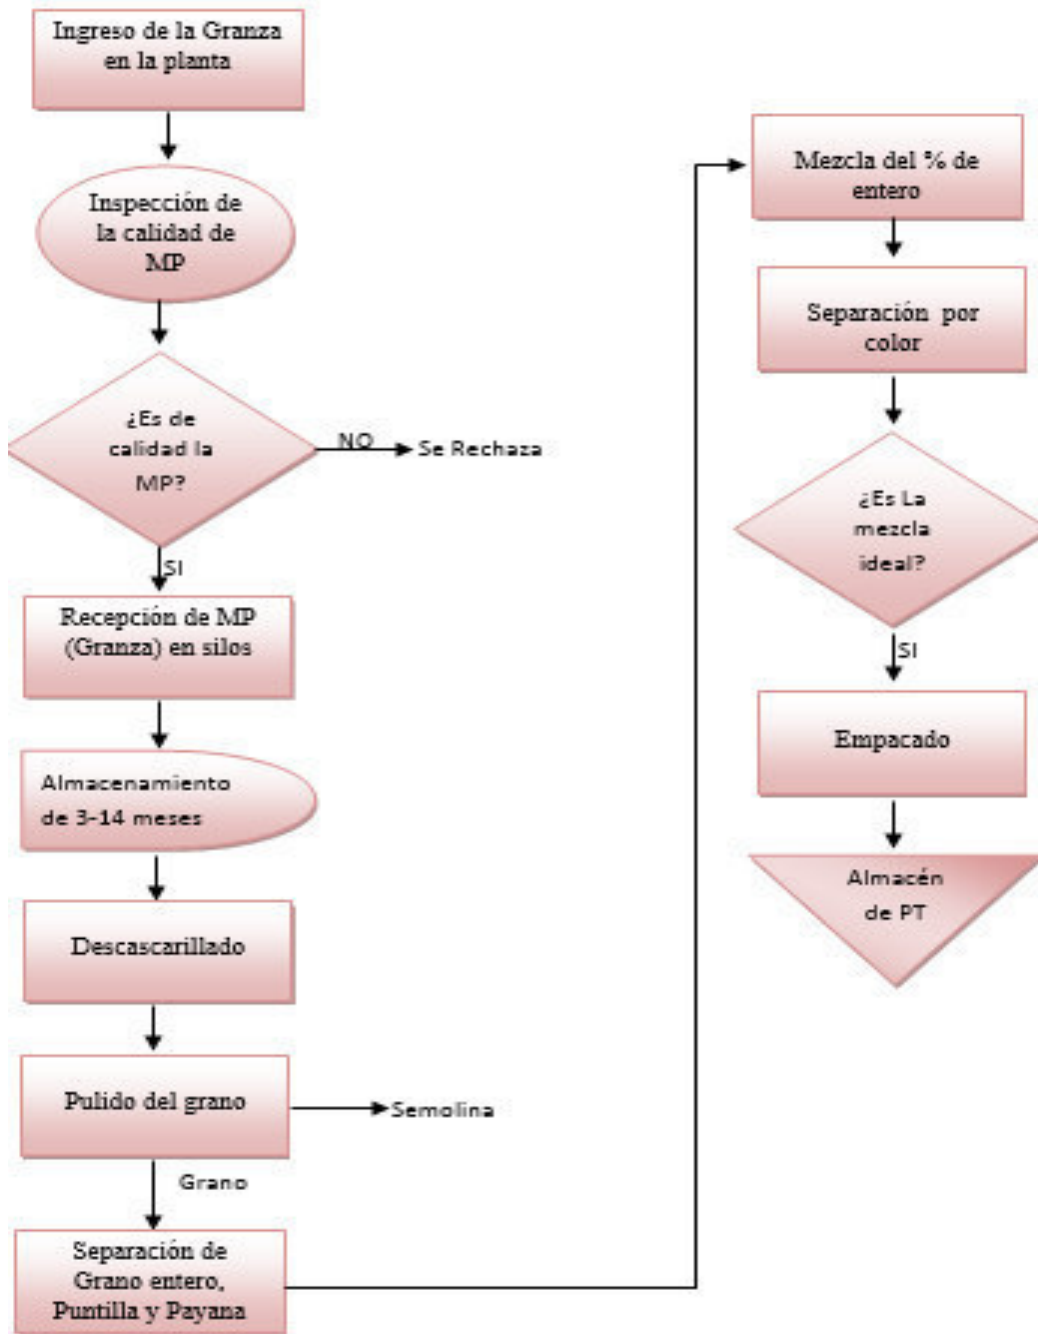 Ingreso de la Granza
en la planta
Inspección de
la calidad de
MP
¿Es de
calidad la
MP?
NO
Se Rechaza
SI
Recepción de MP
(Granza) en silos
Almacenamiento
de 3-14 meses
Descascarillado
Pulido del grano
Semolina
Grano
Separación de
Grano entero,
Puntilla y Payana
Mezcla del % de
entero
Separación por
color
¿Es La
mezcla
ideal?
SI
Empacado
Almacén
de PT